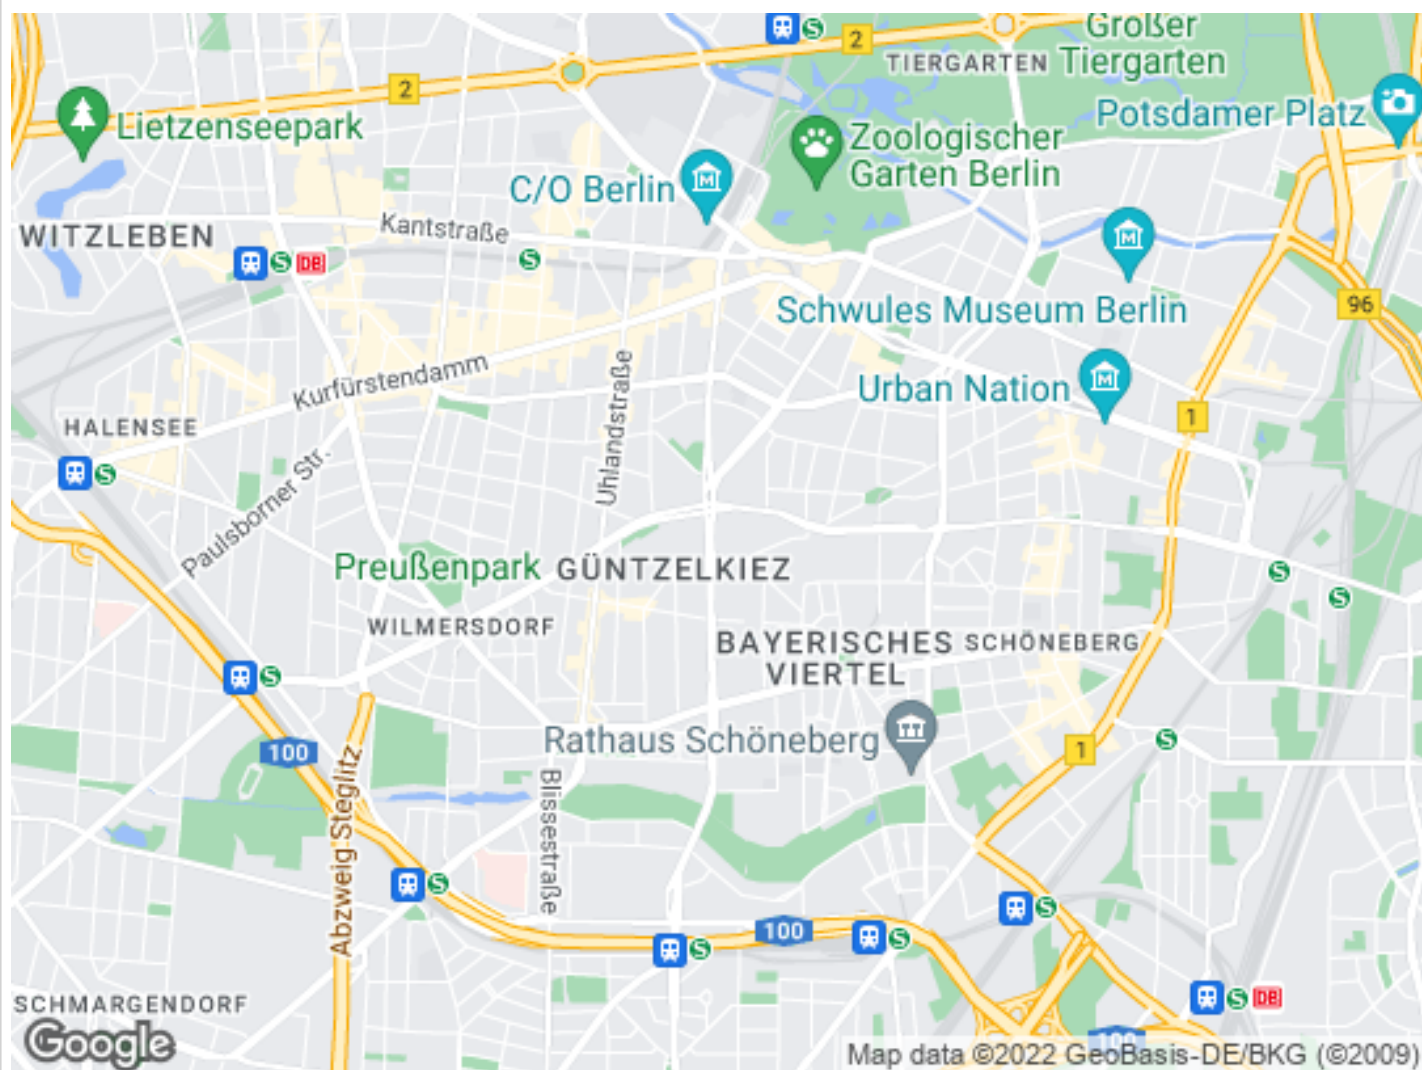 S
Großer
2
TIERGARTEN Tiergarten
2
Potsdamer Platz
Lietzenseepark
Zoologischer
Garten Berlin
C/O Berlin
Kantstraße
WITZLEBEN
S DB
S
Schwules Museum Berlin
96
Kurfürstendamm
Uhlandstraße
Urban Nation
1
HALENSEE
S
Paulsborner Str.
Preußenpark
GÜNTZELKIEZ
S
S
WILMERSDORF
BAYERISCHES
VIERTEL
SCHÖNEBERG
S
Rathaus Schöneberg
S
1
100
Abzweig Steglitz
Blissestraße
S
S
100
S
S
SCHMARGENDORF
S DB
Google
100
Map data ©2022 GeoBasis-DE/BKG (©2009)